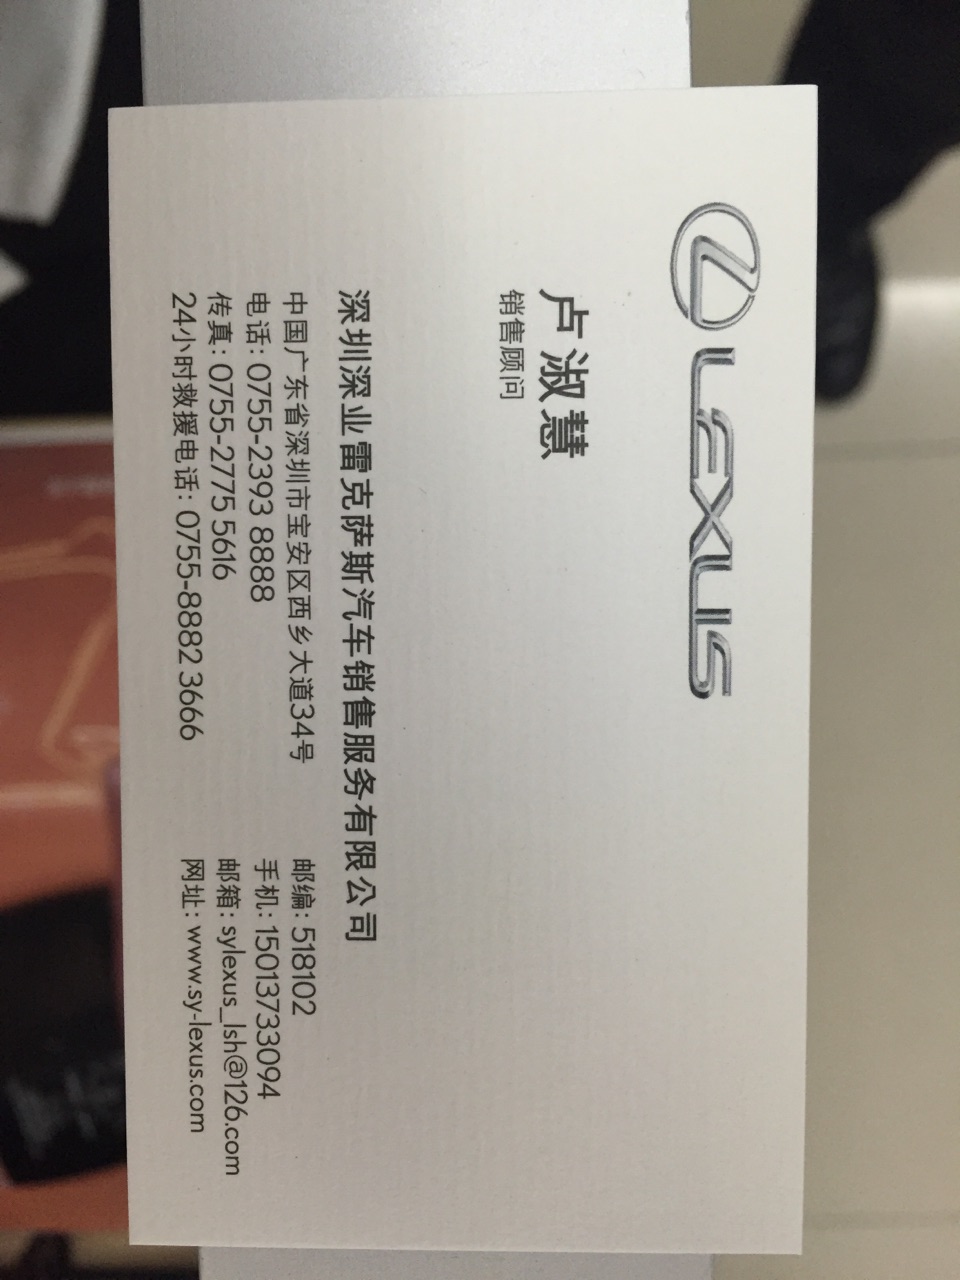 LEXUS
卢淑慧
销售顾问
深圳深业雷克萨斯汽车销售服务有限公司
中国广东省深圳市宝安区西乡大道34号 邮编: 518102
电话: 0755-2393 8888 手机: 15013733094
传真: 0755-2775 5616 邮箱: sylexus_lsh@126.com
24小时救援电话: 0755-8882 3666 网址: www.sy-lexus.com